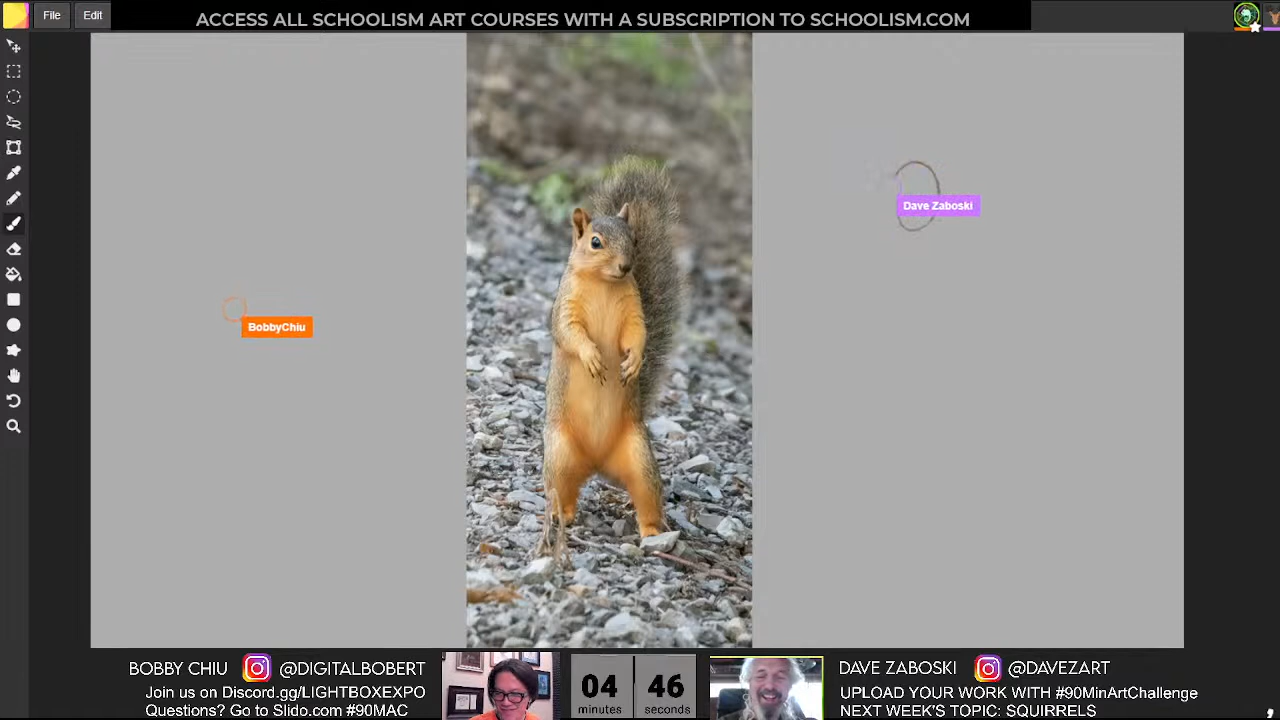 File
Edit
ACCESS ALL SCHOOLISM ART COURSES WITH A SUBSCRIPTION TO SCHOOLISM.COM
Dave Zaboski
BobbyChiu
BOBBY CHIU @DIGITALBOBERT
Join us on Discord.gg/LIGHTBOXEXPO
Questions? Go to Slido.com #90MAC
04 46
minutes seconds
DAVE ZABOSKI @DAVEZART
UPLOAD YOUR WORK WITH #90MinArtChallenge
NEXT WEEK'S TOPIC: SQUIRRELS